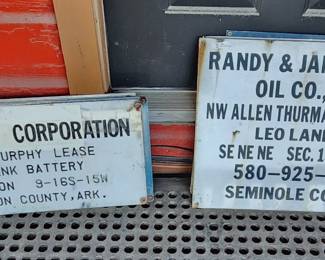 CORPORATION
URPHY LEASE
NK BATTERY
ON 9-16S-15W
ON COUNTY, ARK.
RANDY & JA
OIL CO.,
NW ALLEN THURMA
LEO LAN
SE NE NE SEC. 1
580-925-
SEMINOLE CO